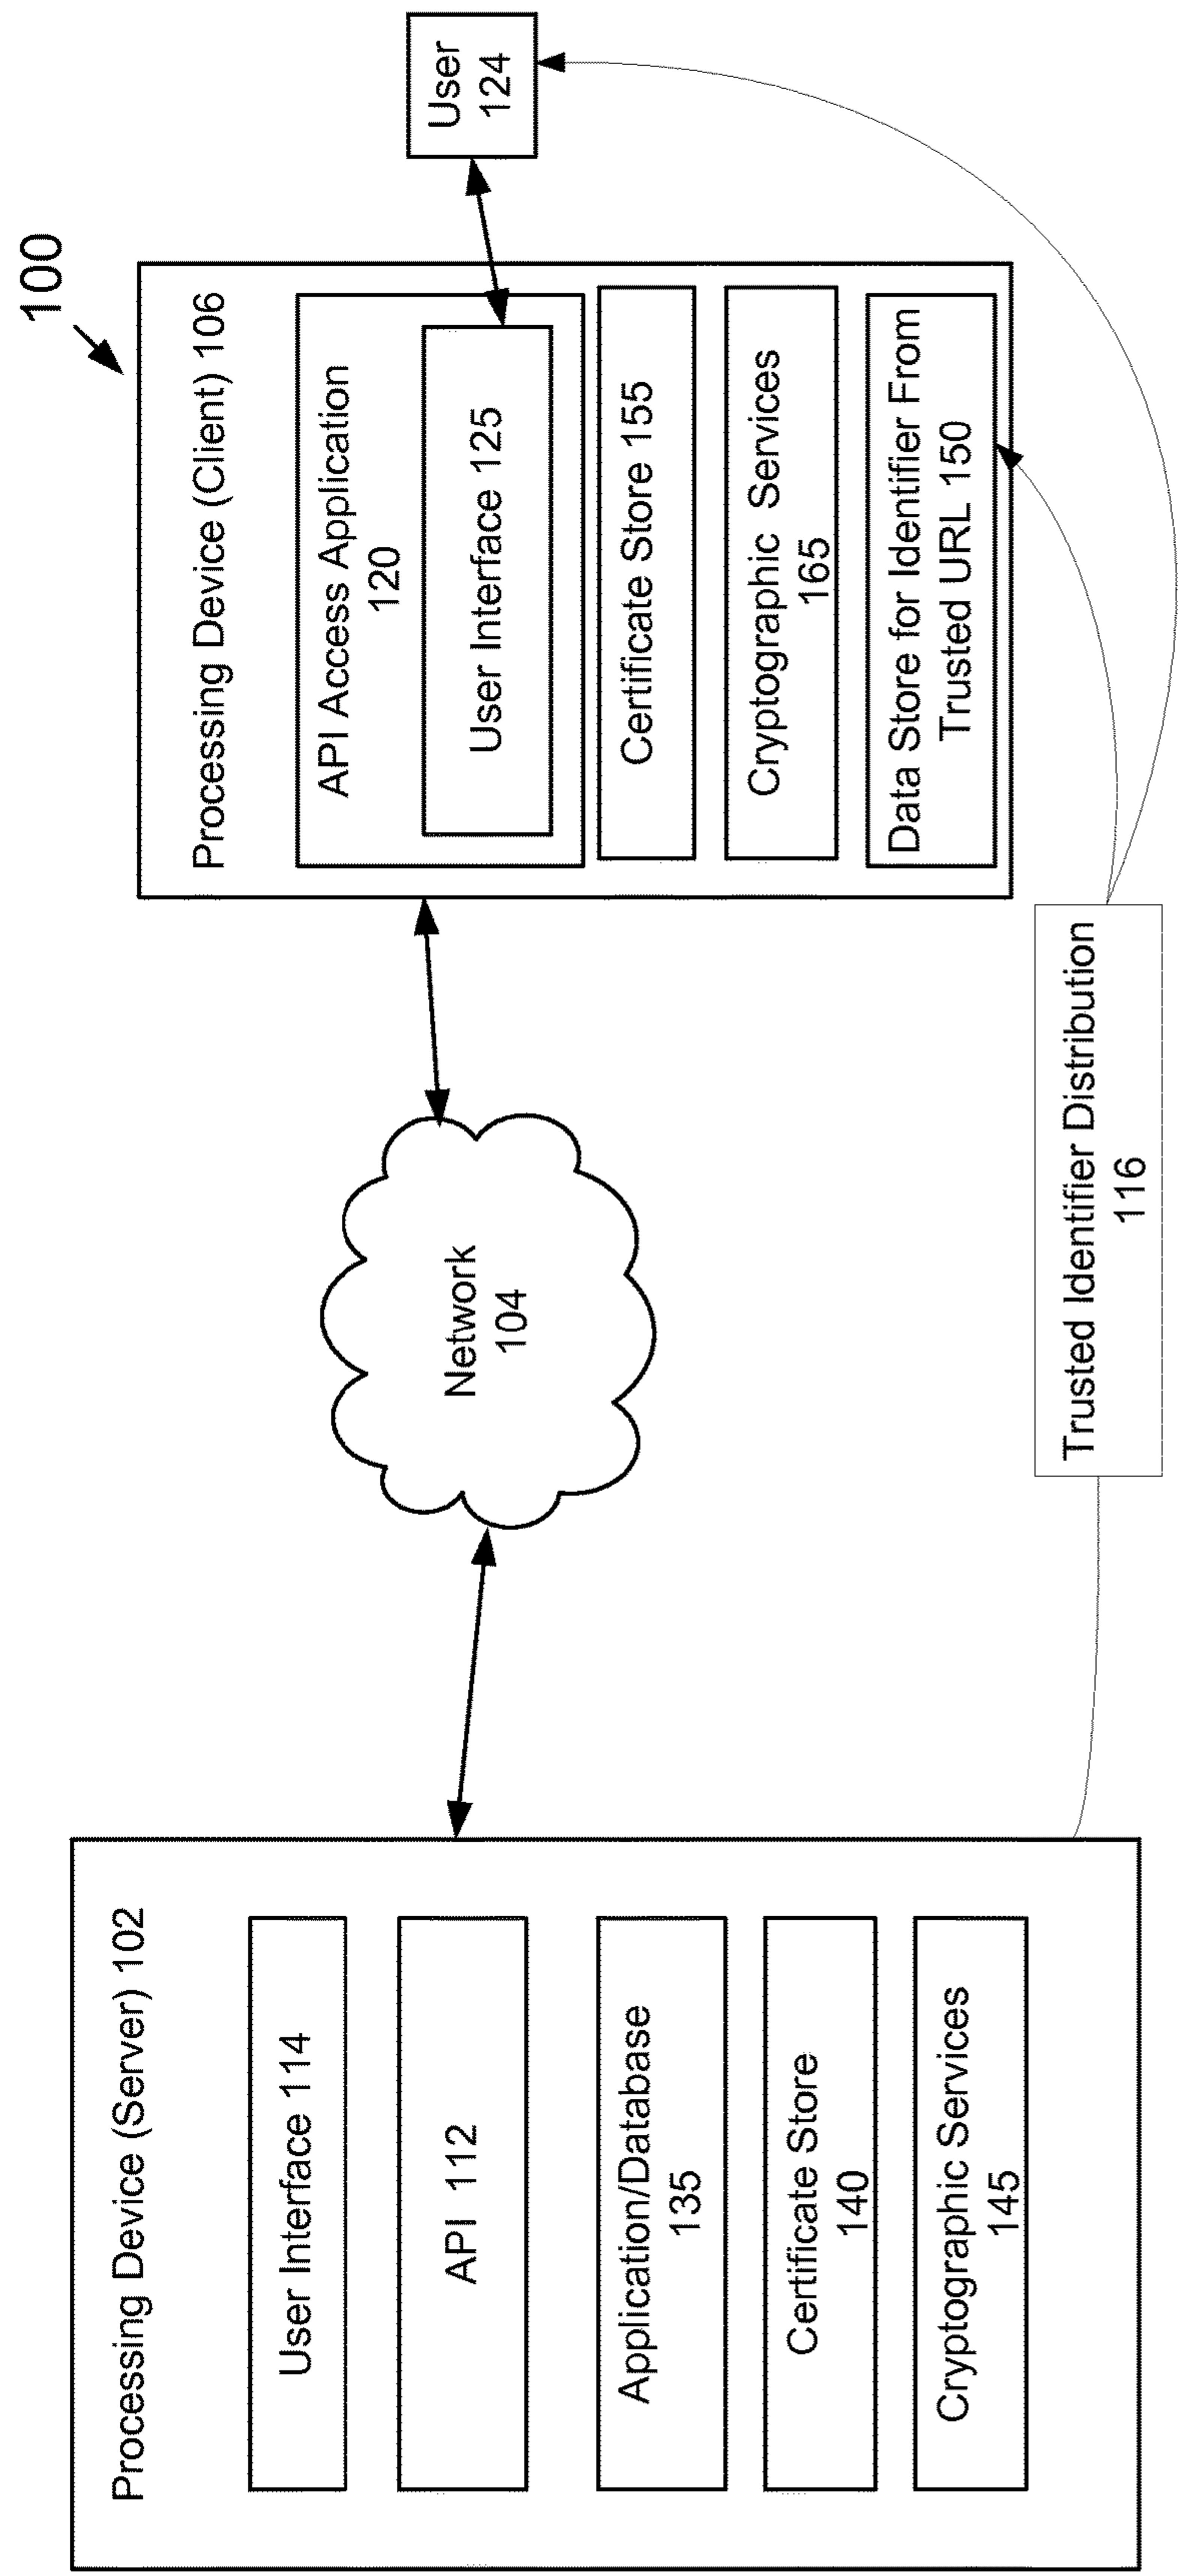 100
Processing Device (Server) 102
User Interface 114
API 112
Application/Database
135
Certificate Store
140
Cryptographic Services
145
Network
104
Trusted Identifier Distribution
116
Processing Device (Client) 106
API Access Application
120
User Interface 125
Certificate Store 155
Cryptographic Services
165
Data Store for Identifier From
Trusted URL 150
User
124